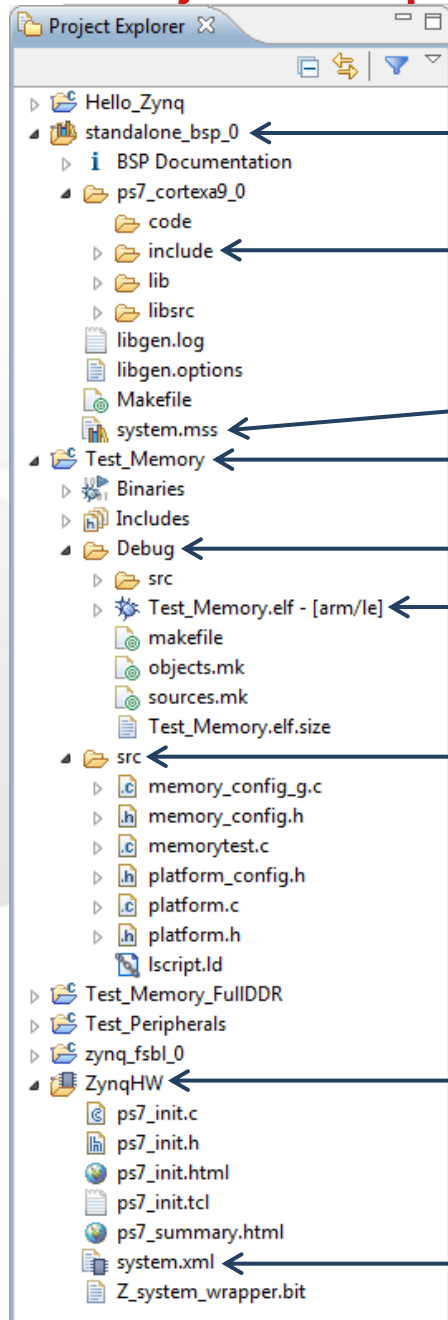 Project Explorer
Hello_Zynq
standalone_bsp_0
BSP Documentation
ps7_cortexa9_0
code
include
lib
libsrc
libgen.log
libgen.options
Makefile
system.mss
Test_Memory
Binaries
Includes
Debug
src
Test_Memory.elf - [arm/le]
makefile
objects.mk
sources.mk
Test_Memory.elf.size
src
memory_config_g.c
memory_config.h
memorytest.c
platform_config.h
platform.c
platform.h
lscript.ld
Test_Memory_FullDDR
Test_Peripherals
zynq_fsbl_0
ZynqHW
ps7_init.c
ps7_init.h
ps7_init.html
ps7_init.tcl
ps7_summary.html
system.xml
Z_system_wrapper.bit